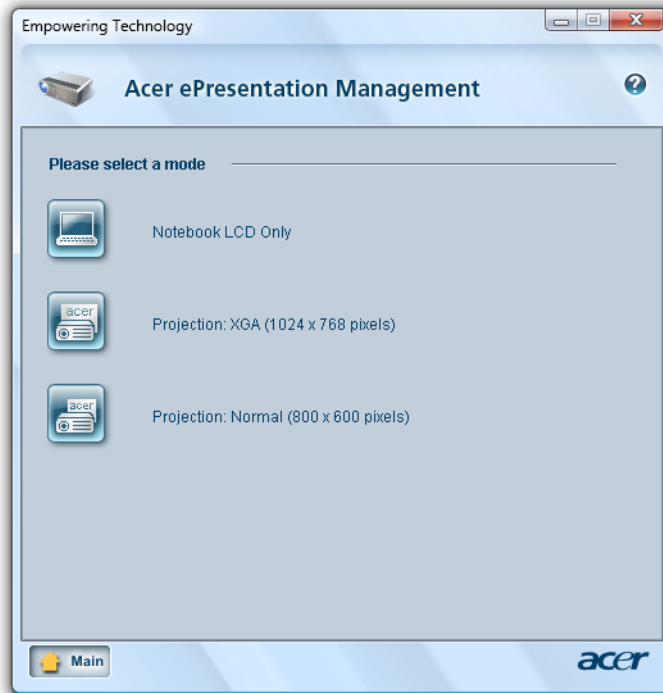 Empowering Technology
Acer ePresentation Management
?
Please select a mode
Notebook LCD Only
acer
Projection: XGA (1024 x 768 pixels)
acer
Projection: Normal (800 x 600 pixels)
Main
acer